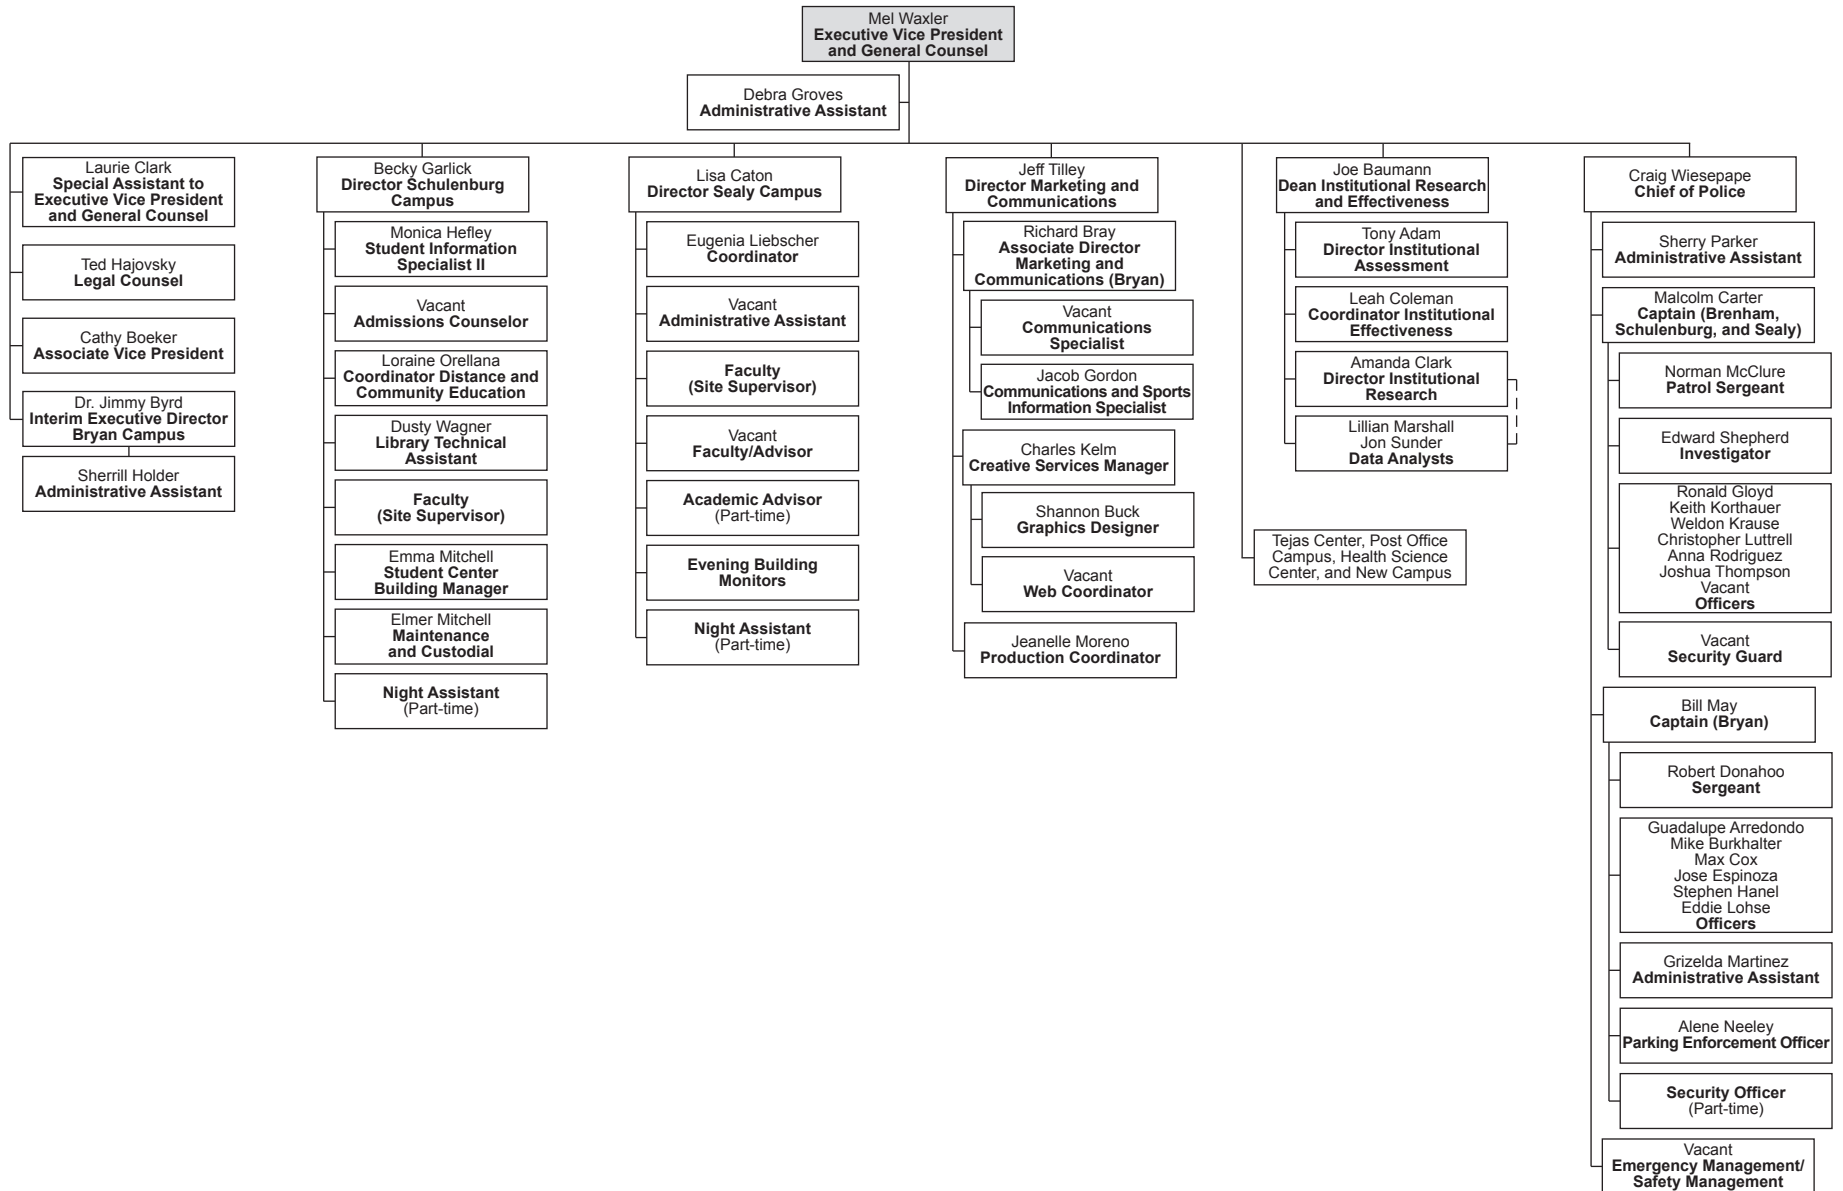 Mel Waxler
Executive Vice President
and General Counsel
Debra Groves
Administrative Assistant
Laurie Clark
Special Assistant to
Executive Vice President
and General Counsel
Ted Hajovsky
Legal Counsel
Cathy Boeker
Associate Vice President
Dr. Jimmy Byrd
Interim Executive Director
Bryan Campus
Sherrill Holder
Administrative Assistant
Becky Garlick
Director Schulenburg
Campus
Monica Hefley
Student Information
Specialist II
Vacant
Admissions Counselor
Loraine Orellana
Coordinator Distance and
Community Education
Dusty Wagner
Library Technical
Assistant
Faculty
(Site Supervisor)
Emma Mitchell
Student Center
Building Manager
Elmer Mitchell
Maintenance
and Custodial
Night Assistant
(Part-time)
Lisa Caton
Director Sealy Campus
Eugenia Liebscher
Coordinator
Vacant
Administrative Assistant
Faculty
(Site Supervisor)
Vacant
Faculty/Advisor
Academic Advisor
(Part-time)
Evening Building
Monitors
Night Assistant
(Part-time)
Jeff Tilley
Director Marketing and
Communications
Richard Bray
Associate Director
Marketing and
Communications (Bryan)
Vacant
Communications
Specialist
Jacob Gordon
Communications and Sports
Information Specialist
Charles Kelm
Creative Services Manager
Shannon Buck
Graphics Designer
Vacant
Web Coordinator
Jeanelle Moreno
Production Coordinator
Joe Baumann
Dean Institutional Research
and Effectiveness
Tony Adam
Director Institutional
Assessment
Leah Coleman
Coordinator Institutional
Effectiveness
Amanda Clark
Director Institutional
Research
Lillian Marshall
Jon Sunder
Data Analysts
Tejas Center, Post Office
Campus, Health Science
Center, and New Campus
Craig Wiesepape
Chief of Police
Sherry Parker
Administrative Assistant
Malcolm Carter
Captain (Brenham,
Schulenburg, and Sealy)
Norman McClure
Patrol Sergeant
Edward Shepherd
Investigator
Ronald Gloyd
Keith Korthauer
Weldon Krause
Christopher Luttrell
Anna Rodriguez
Joshua Thompson
Vacant
Officers
Vacant
Security Guard
Bill May
Captain (Bryan)
Robert Donahoo
Sergeant
Guadalupe Arredondo
Mike Burkhalter
Max Cox
Jose Espinoza
Stephen Hanel
Eddie Lohse
Officers
Grizelda Martinez
Administrative Assistant
Alene Neeley
Parking Enforcement Officer
Security Officer
(Part-time)
Vacant
Emergency Management/
Safety Management